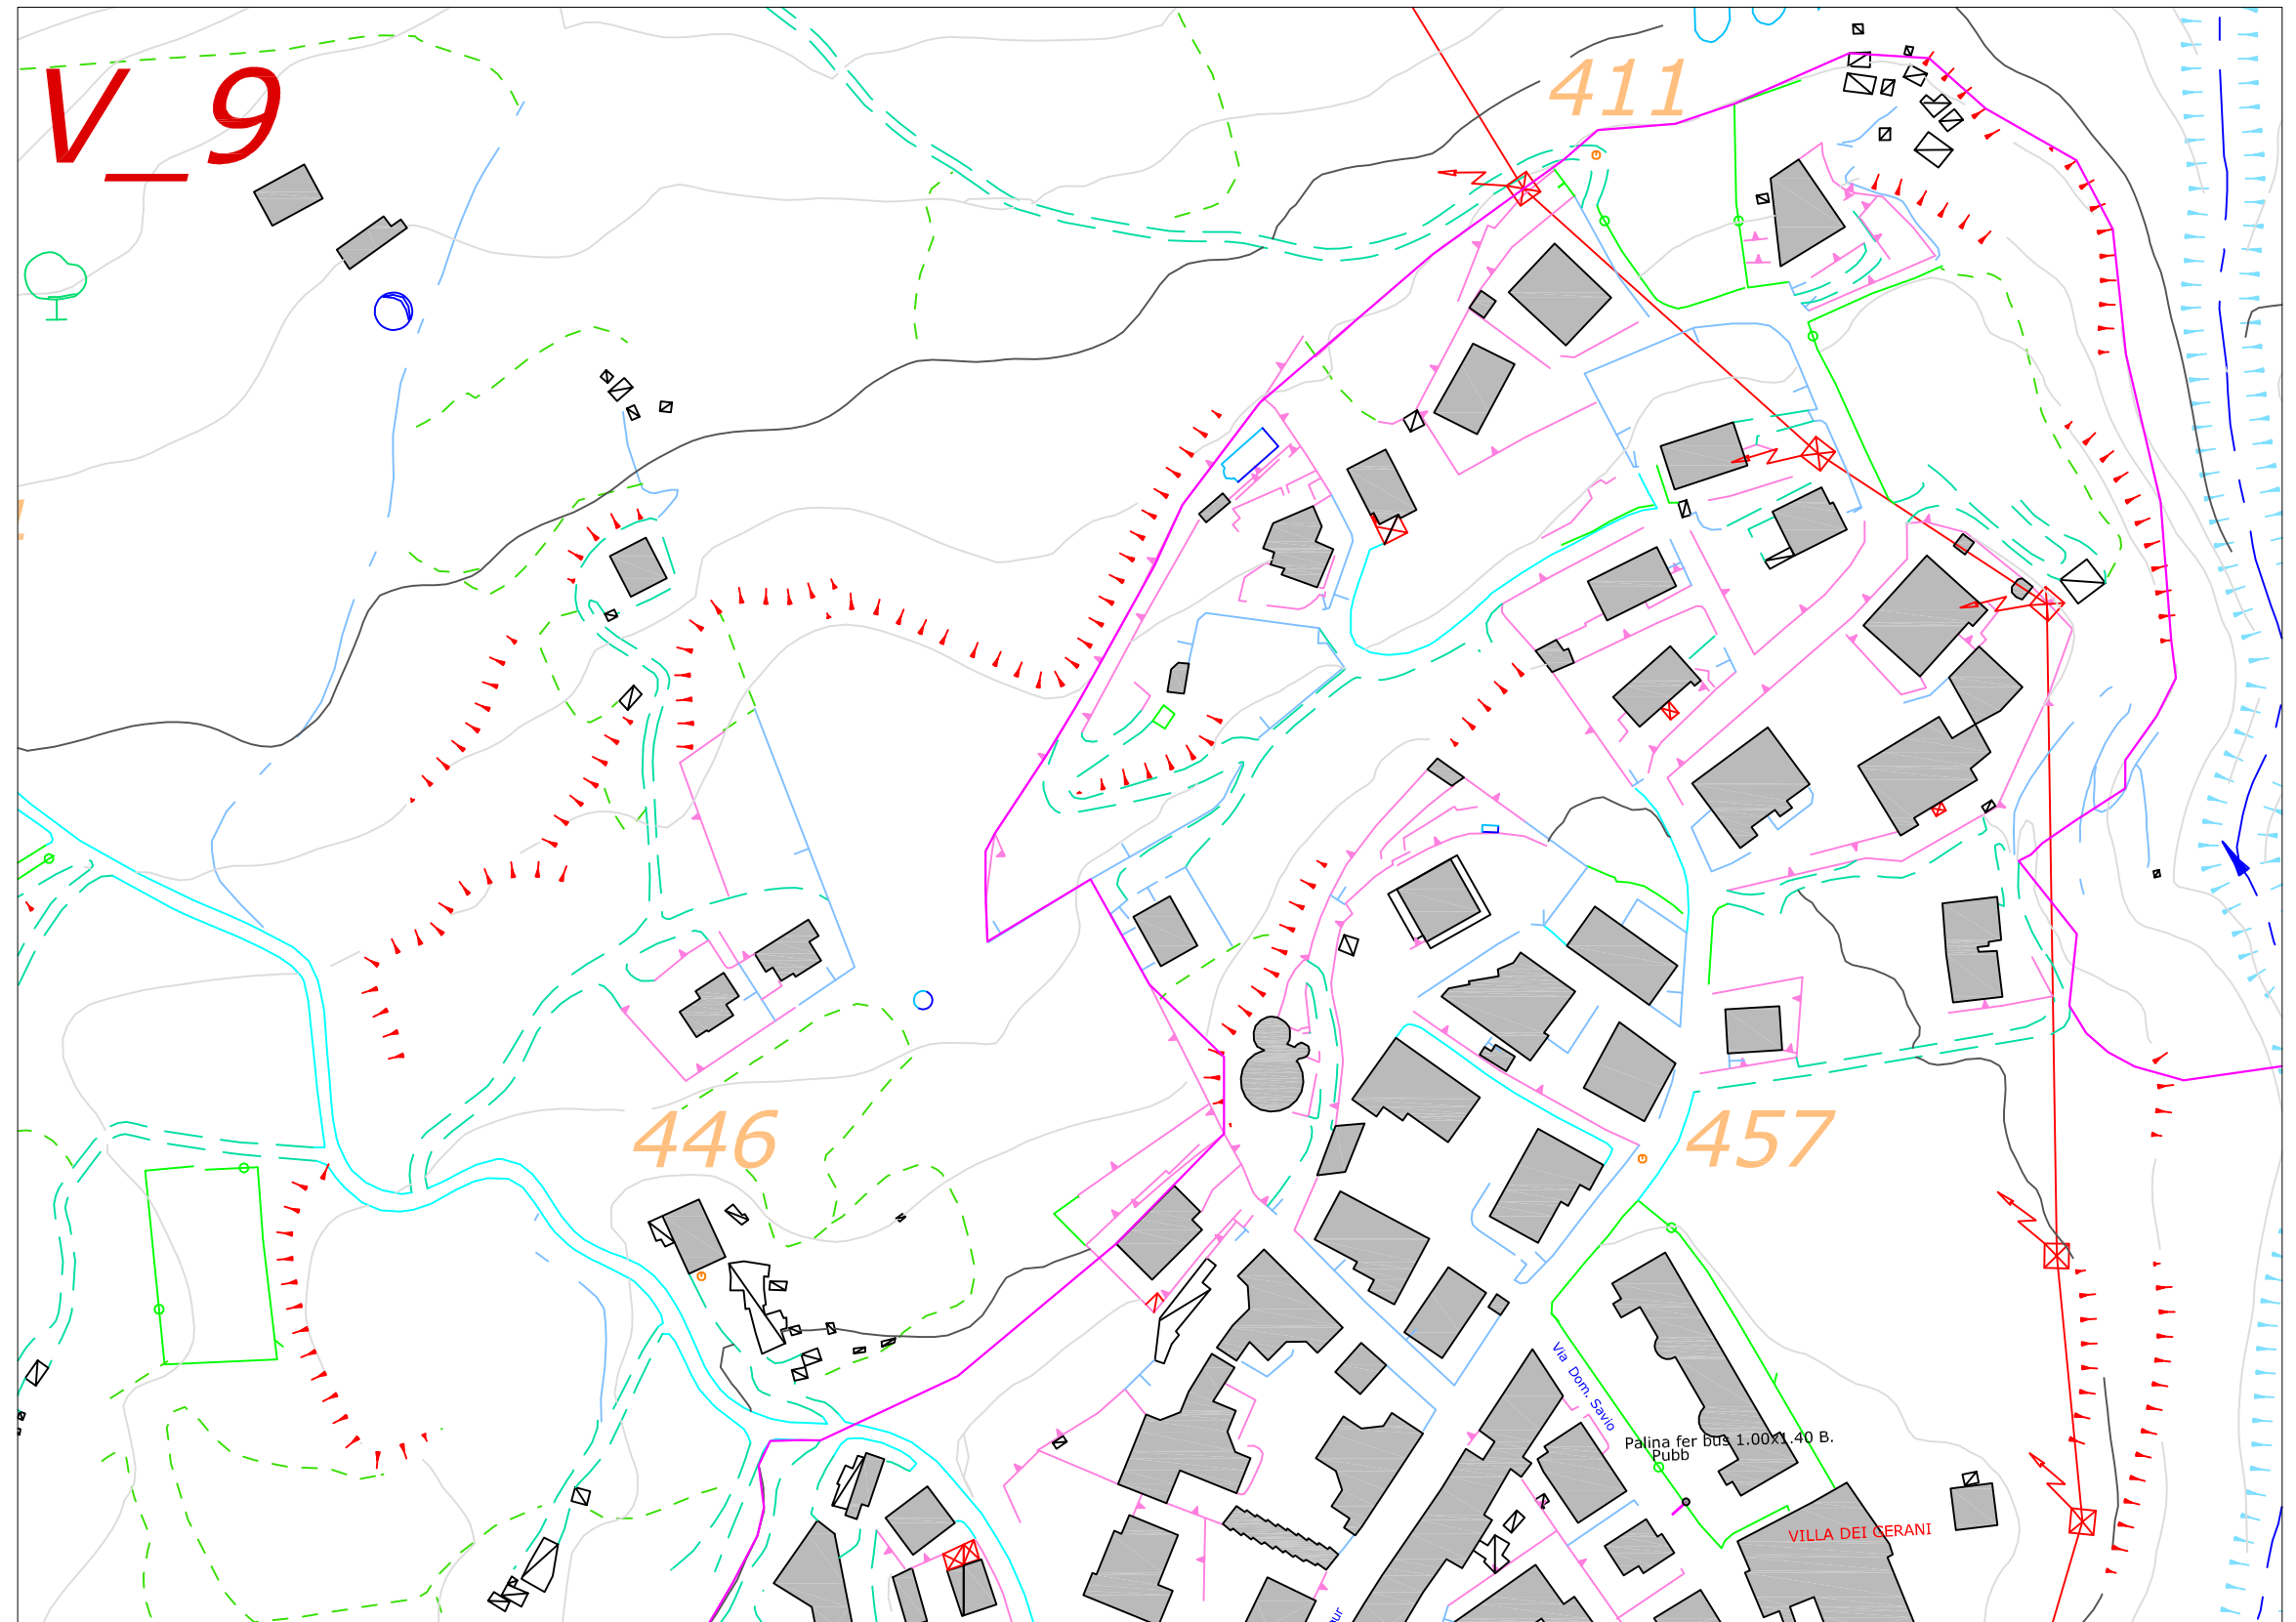 V_9
411
446
457
Via Dom. Savio
Palina fer bus 1.00x1.40 B.
Pubb
VILLA DEI GERANI